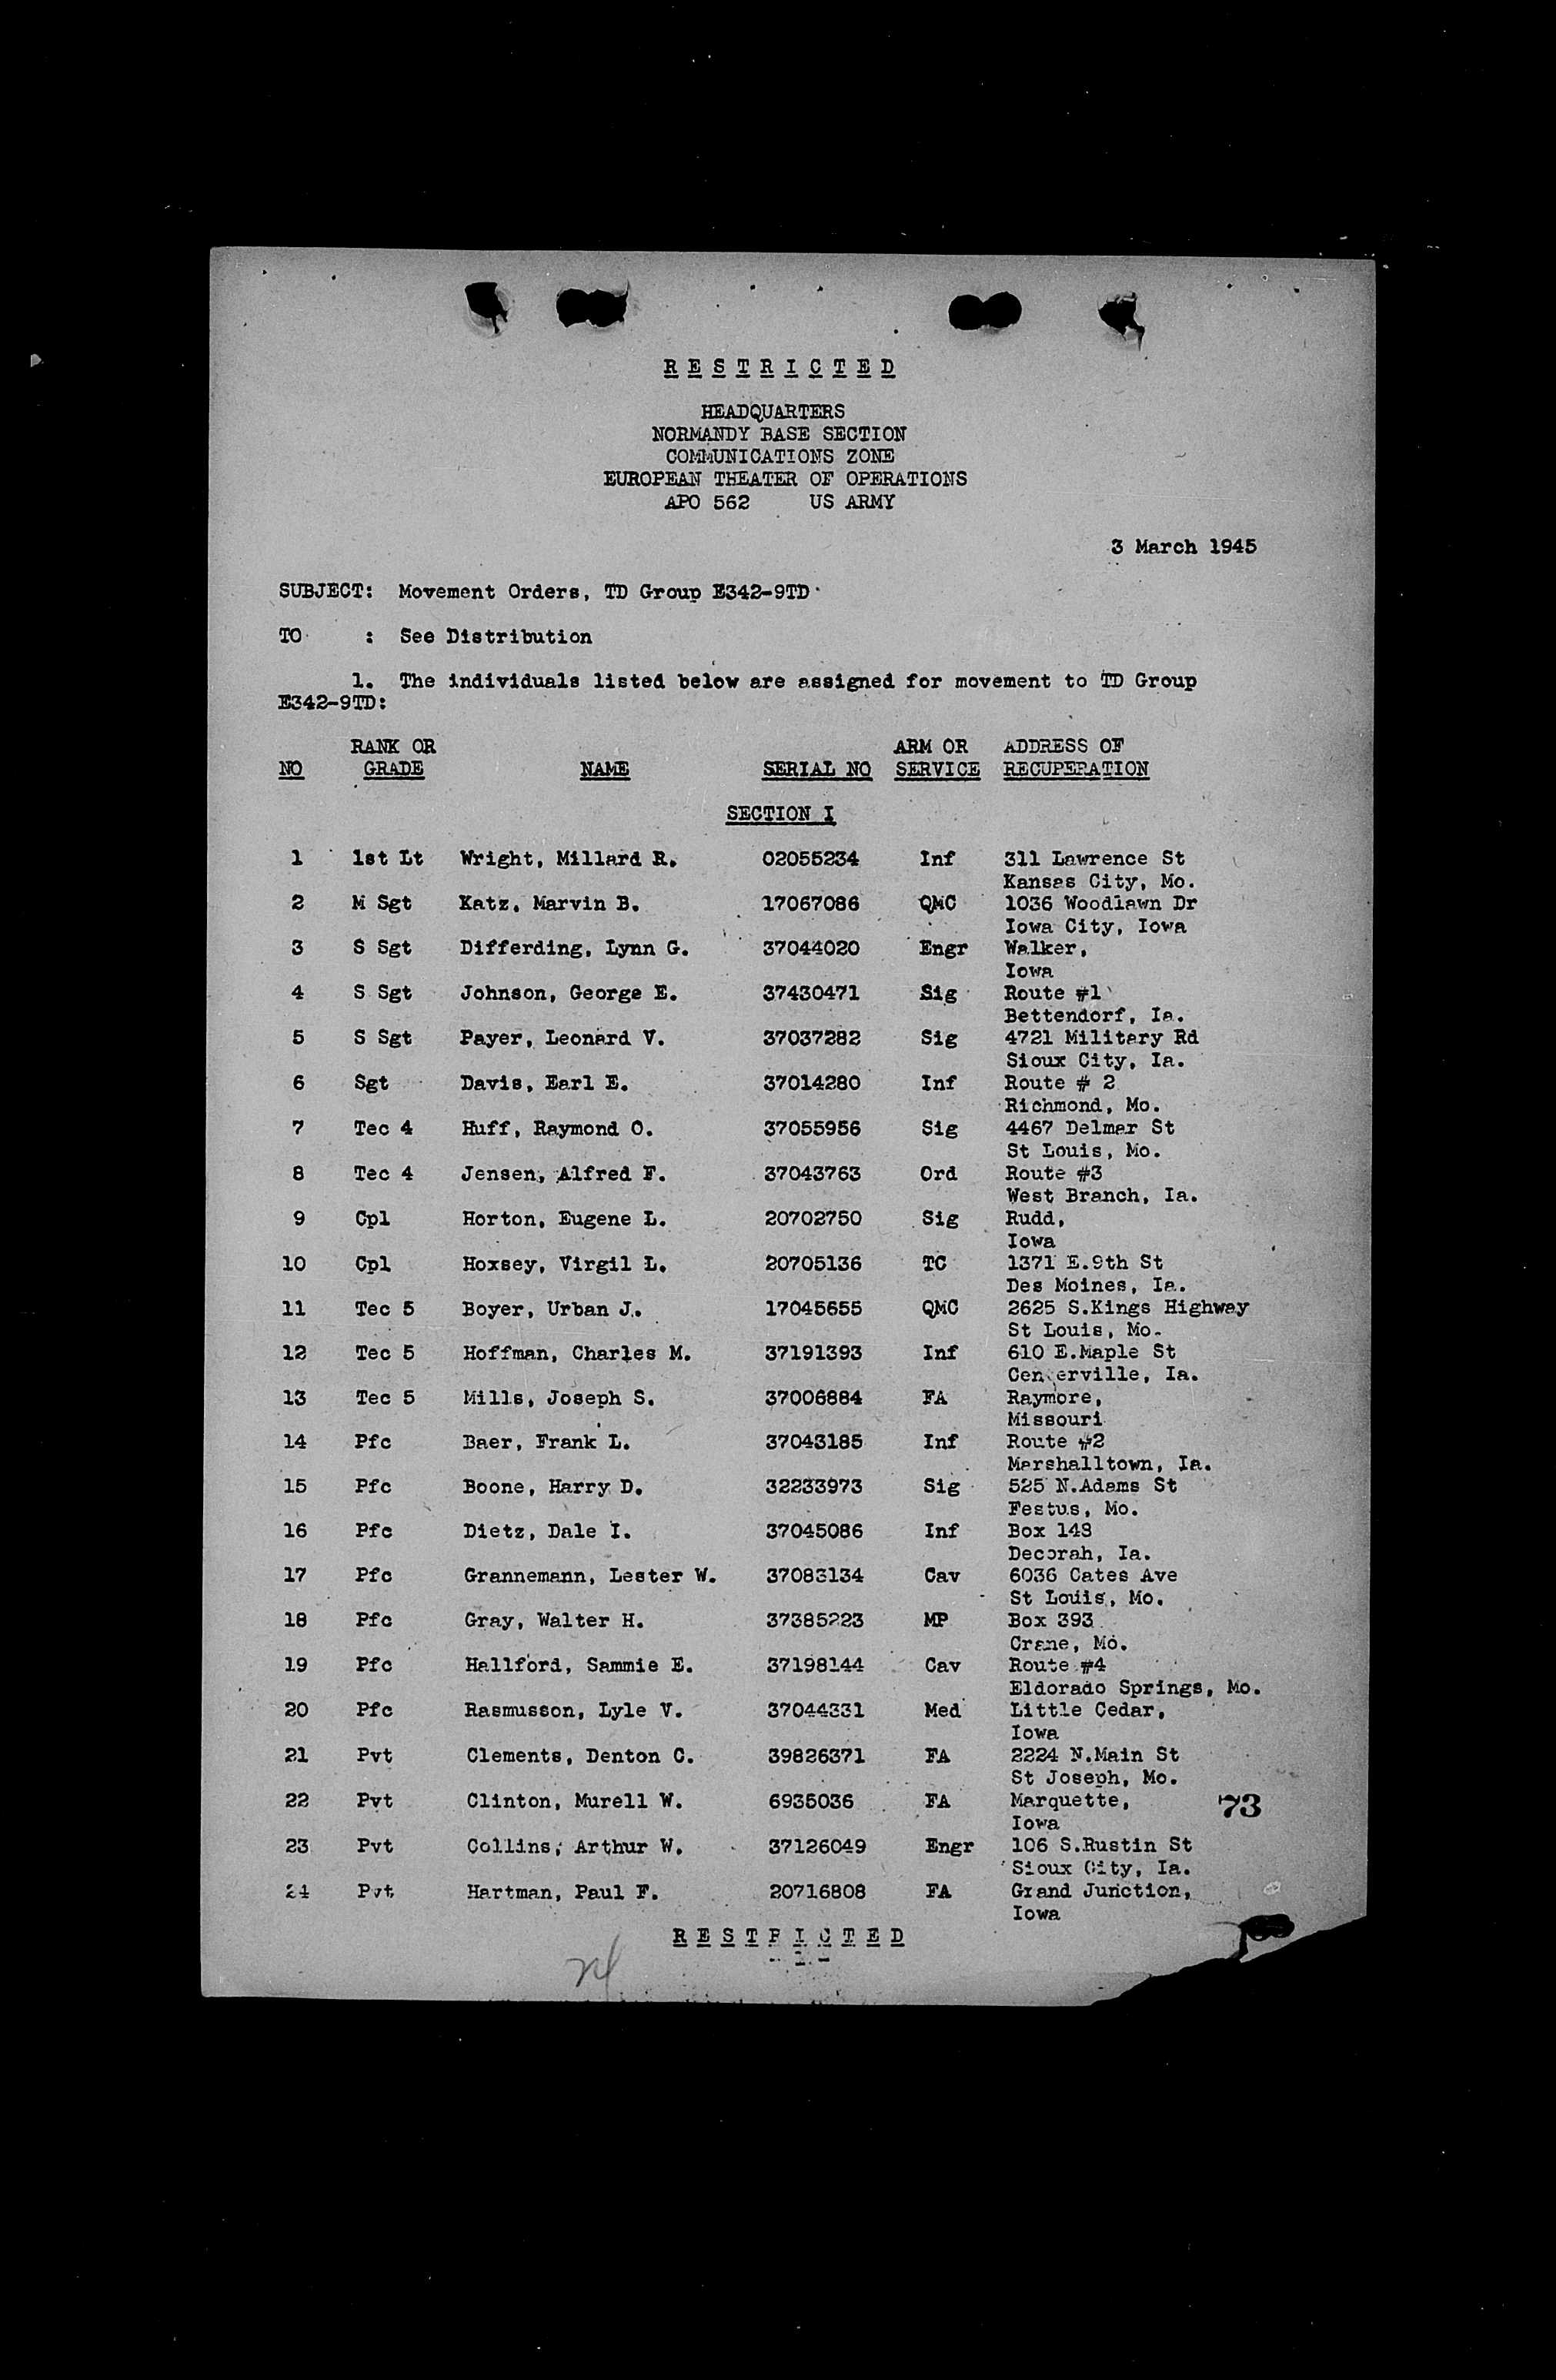 RESTRICTED
HEADQUARTERS
NORMANDY BASE SECTION
COMMUNICATIONS ZONE
EUROPEAN THEATER OF OPERATIONS
APO 562 US ARMY
3 March 1945
SUBJECT: Movement Orders, TD Group E342-9TD
TO : See Distribution
1. The individuals listed below are assigned for movement to TD Group
E342-9TD:
RANK OR ARM OR ADDRESS OF
NO GRADE NAME SERIAL NO SERVICE RECUPERATION
SECTION I
1 1st Lt Wright, Millard R. 02055234 Inf 311 Lawrence St
Kansas City, Mo.
2 M Sgt Katz, Marvin B. 17067086 QMC 1036 Woodlawn Dr
Iowa City, Iowa
3 S Sgt Differding, Lynn G. 37044020 Engr Walker,
Iowa
4 S Sgt Johnson, George E. 37430471 Sig Route #1
Bettendorf, Ia.
5 S Sgt Payer, Leonard V. 37037282 Sig 4721 Military Rd
Sioux City, Ia.
6 Sgt Davis, Earl E. 37014280 Inf Route # 2
Richmond, Mo.
7 Tec 4 Huff, Raymond O. 37055956 Sig 4467 Delmar St
St Louis, Mo.
8 Tec 4 Jensen, Alfred F. 37043763 Ord Route #3
West Branch, Ia.
9 Cpl Horton, Eugene L. 20702750 Sig Rudd,
Iowa
10 Cpl Hoxsey, Virgil L. 20705136 TC 1371 E.9th St
Des Moines, Ia.
11 Tec 5 Boyer, Urban J. 17045655 QMC 2625 S.Kings Highway
St Louis, Mo.
12 Tec 5 Hoffman, Charles M. 37191393 Inf 610 E.Maple St
Centerville, Ia.
13 Tec 5 Mills, Joseph S. 37006884 FA Raymore,
Missouri
14 Pfc Baer, Frank L. 37043185 Inf Route #2
Marshalltown, Ia.
15 Pfc Boone, Harry D. 32233973 Sig 525 N.Adams St
Festus, Mo.
16 Pfc Dietz, Dale I. 37045086 Inf Box 148
Decorah, Ia.
17 Pfc Grannemann, Lester W. 37083134 Cav 6036 Cates Ave
St Louis, Mo.
18 Pfc Gray, Walter H. 37385223 MP Box 393
Crane, Mo.
19 Pfc Hallford, Sammie E. 37198144 Cav Route #4
Eldorado Springs, Mo.
20 Pfc Rasmusson, Lyle V. 37044331 Med Little Cedar,
Iowa
21 Pvt Clements, Denton C. 39826371 FA 2224 N.Main St
St Joseph, Mo.
22 Pvt Clinton, Murell W. 6935036 FA Marquette,
Iowa
73
23 Pvt Collins, Arthur W. 37126049 Engr 106 S.Rustin St
Sioux City, Ia.
24 Pvt Hartman, Paul F. 20716808 FA Grand Junction,
Iowa
RESTRICTED
- 1 -